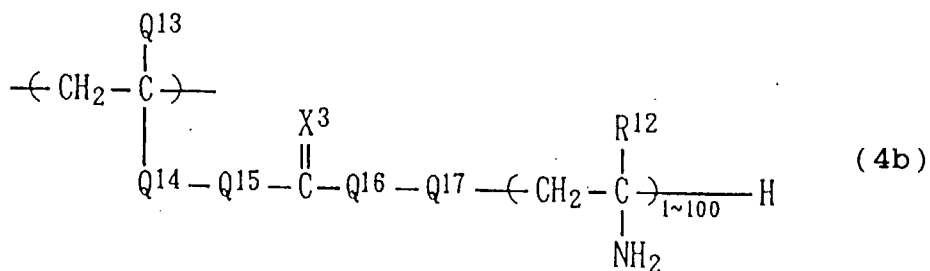 Q13
—( CH₂—C )—
X³ R¹²
Q¹⁴—Q¹⁵—C—Q¹⁶—Q¹⁷—( CH₂—C )1~100—H (4b)
NH₂